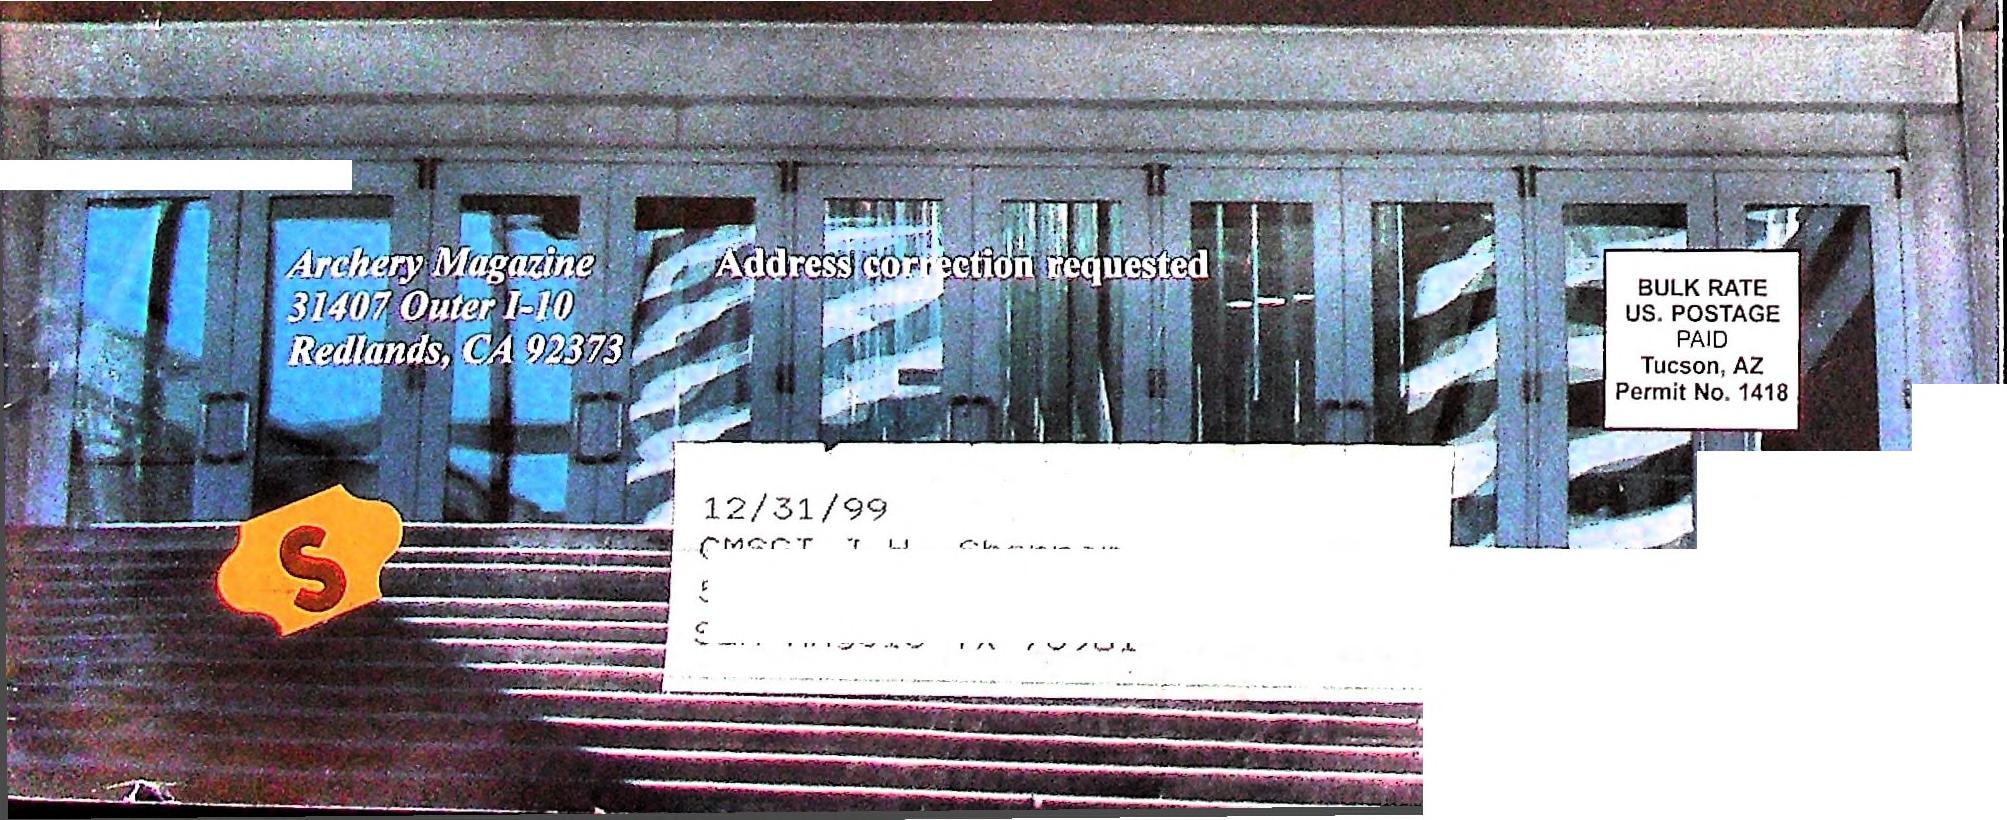 Archery Magazine
31407 Outer I-10
Redlands, CA 92373
Address correction requested
BULK RATE
US. POSTAGE
PAID
Tucson, AZ
Permit No. 1418
12/31/99
S